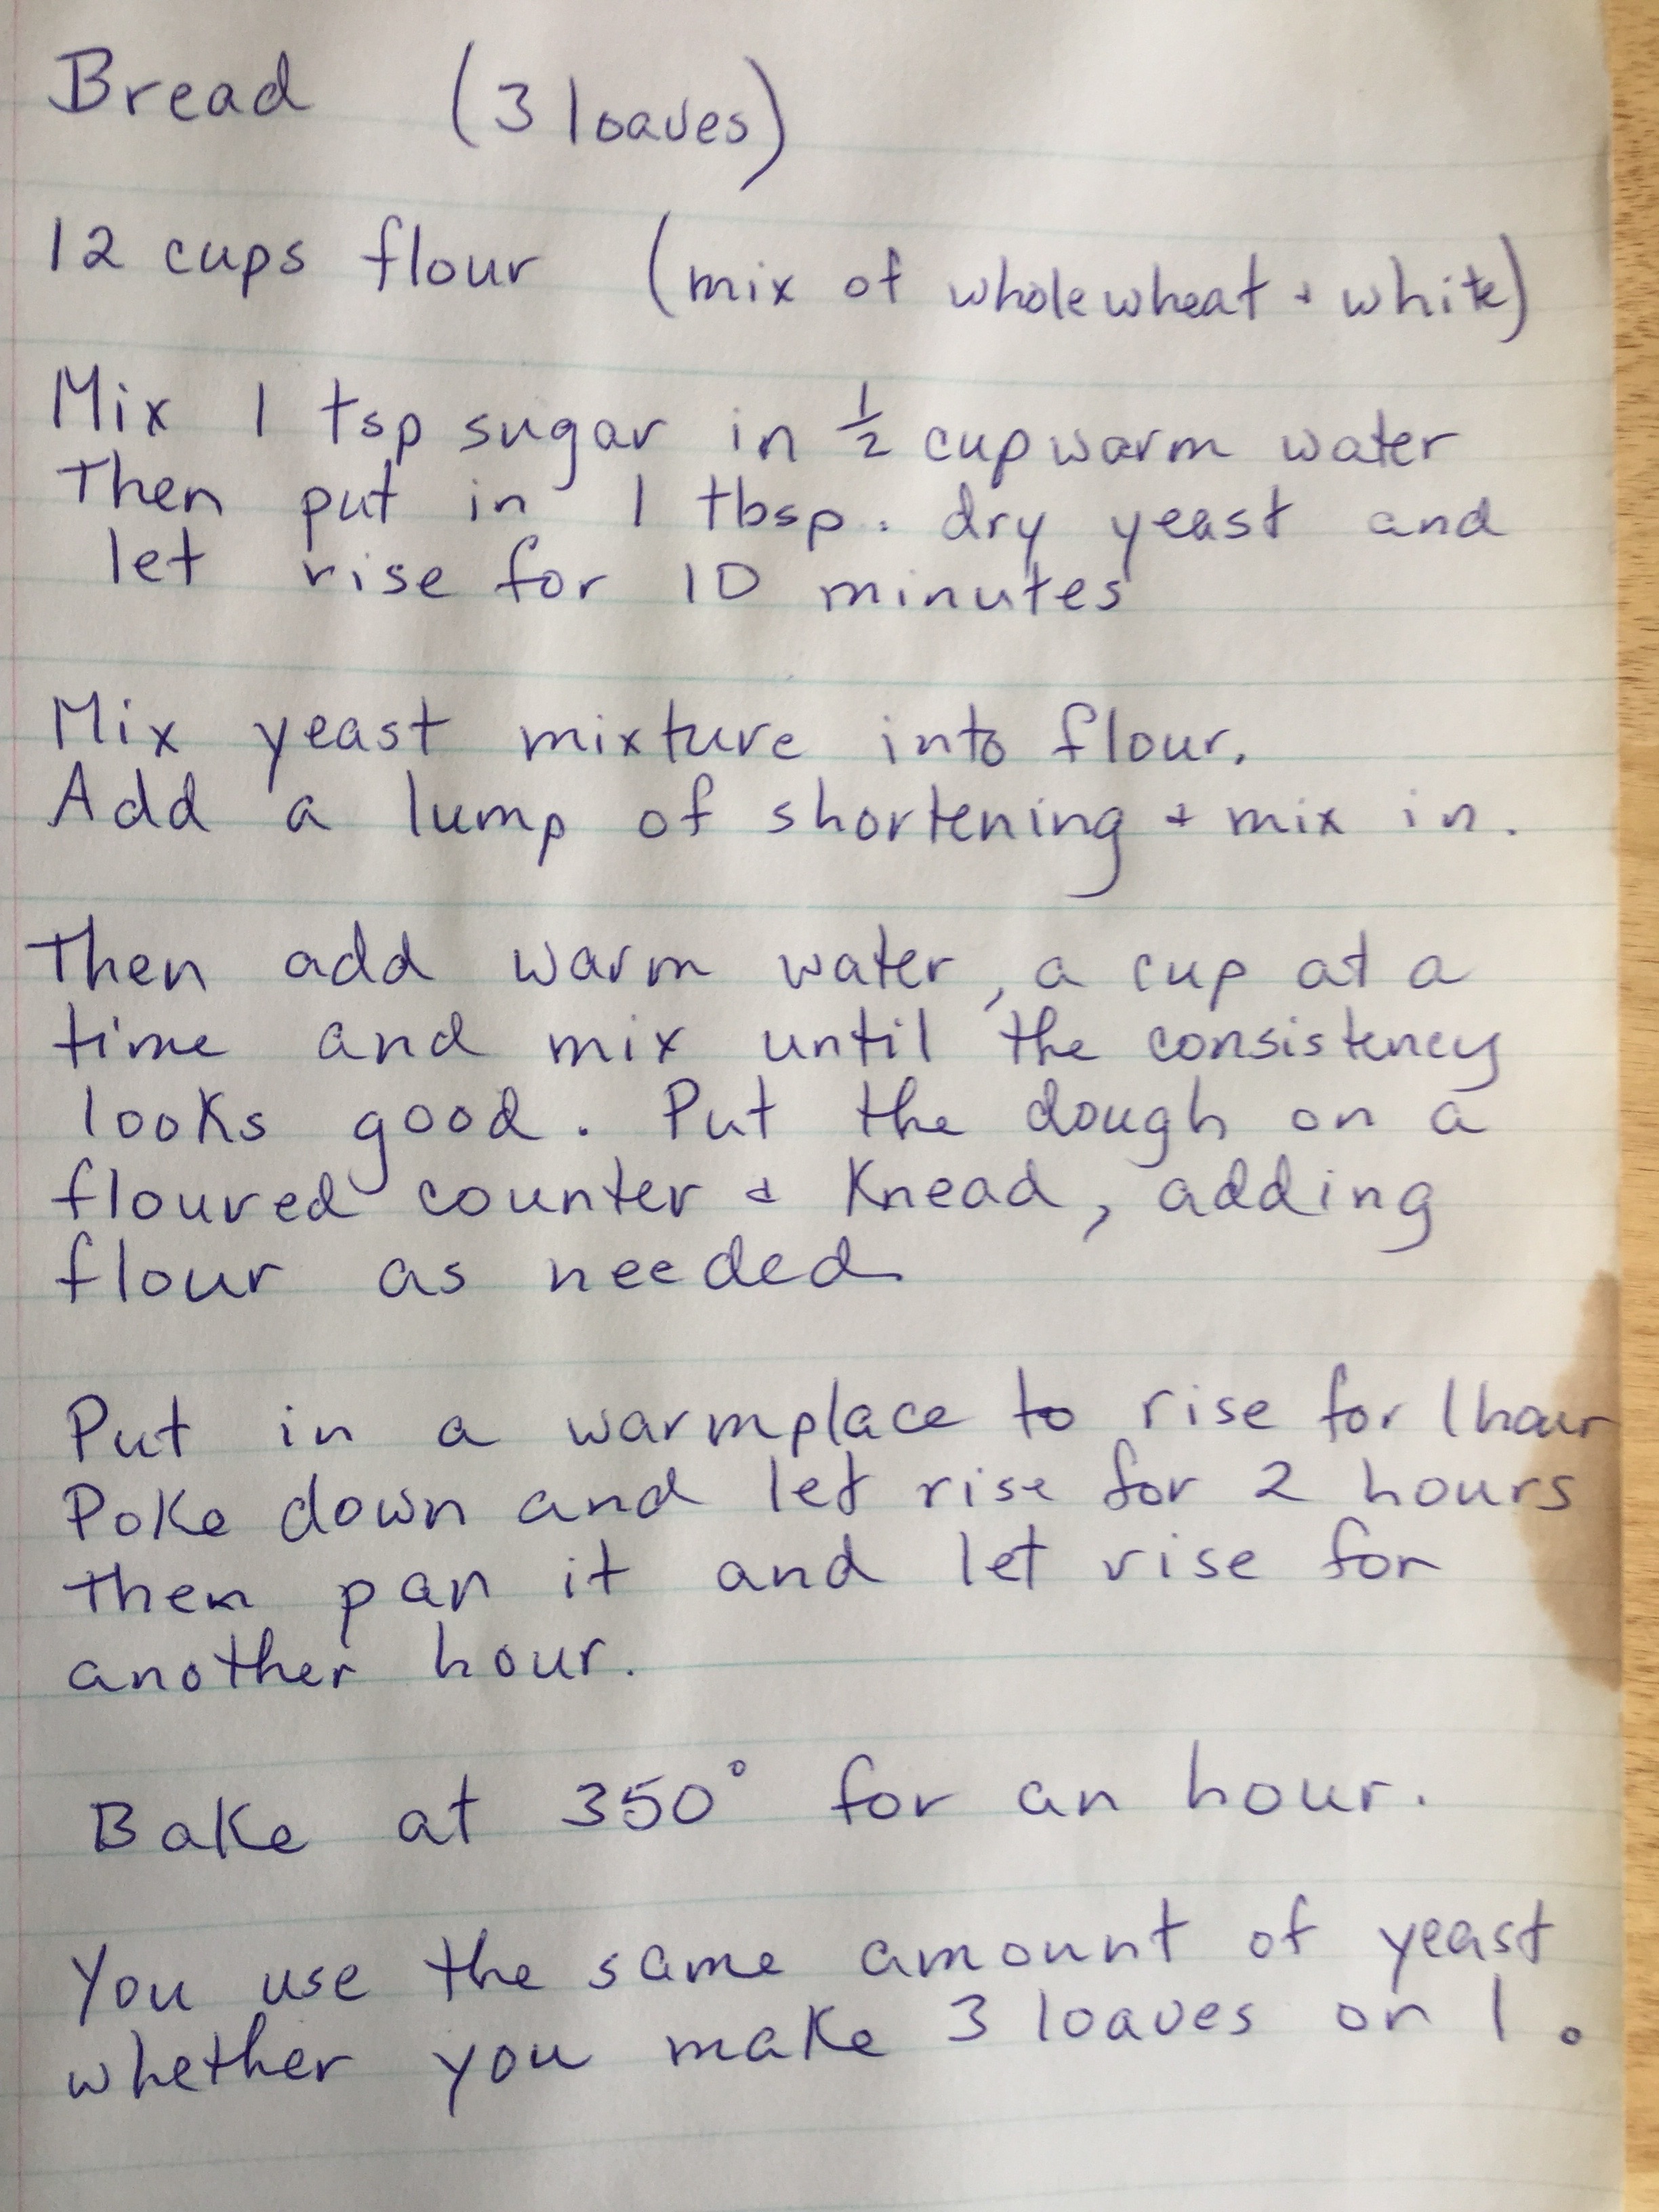 Bread (3 loaves)
12 cups flour (mix of whole wheat + white)
Mix 1 tsp sugar in ½ cup warm water
Then put in 1 tbsp. dry yeast and
let rise for 10 minutes
Mix yeast mixture into flour.
Add a lump of shortening + mix in.
Then add warm water, a cup at a
time and mix until the consistency
looks good. Put the dough on a
floured counter & Knead, adding
flour as needed
Put in a warm place to rise for 1 hour
Poke down and let rise for 2 hours
then pan it and let rise for
another hour.
Bake at 350° for an hour.
You use the same amount of yeast
whether you make 3 loaves or 1.